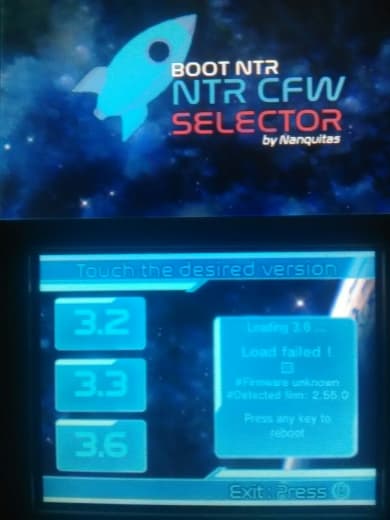 BOOT NTR
NTR CFW
SELECTOR
by Nanquitas
Touch the desired version
3.2
3.3
3.6
Loading 3.6 ...
Load failed !
#Firmware unknown
#Detected firm: 2.55.0
Press any key to
reboot
Exit : Press